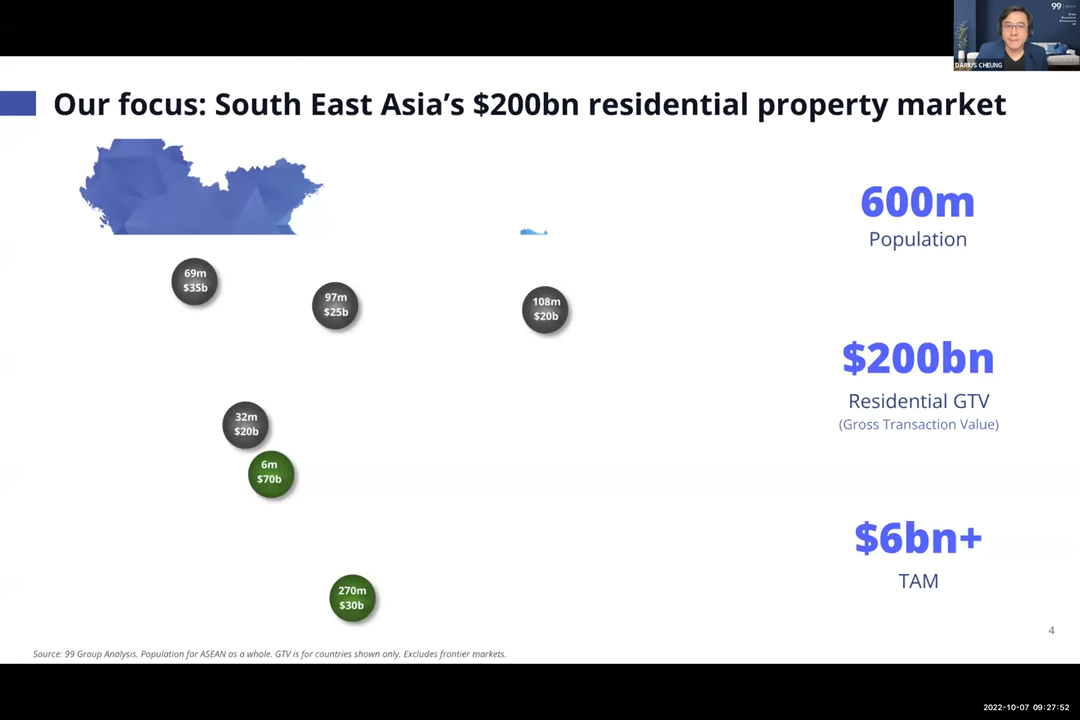 99 GROUP
DARIUS CHEUNG
Our focus: South East Asia's $200bn residential property market
600m
Population
69m
$35b
97m
$25b
108m
$20b
$200bn
Residential GTV
(Gross Transaction Value)
32m
$20b
6m
$70b
$6bn+
TAM
270m
$30b
4
Source: 99 Group Analysis. Population for ASEAN as a whole. GTV is for countries shown only. Excludes frontier markets.
2022-10-07 09:27:52